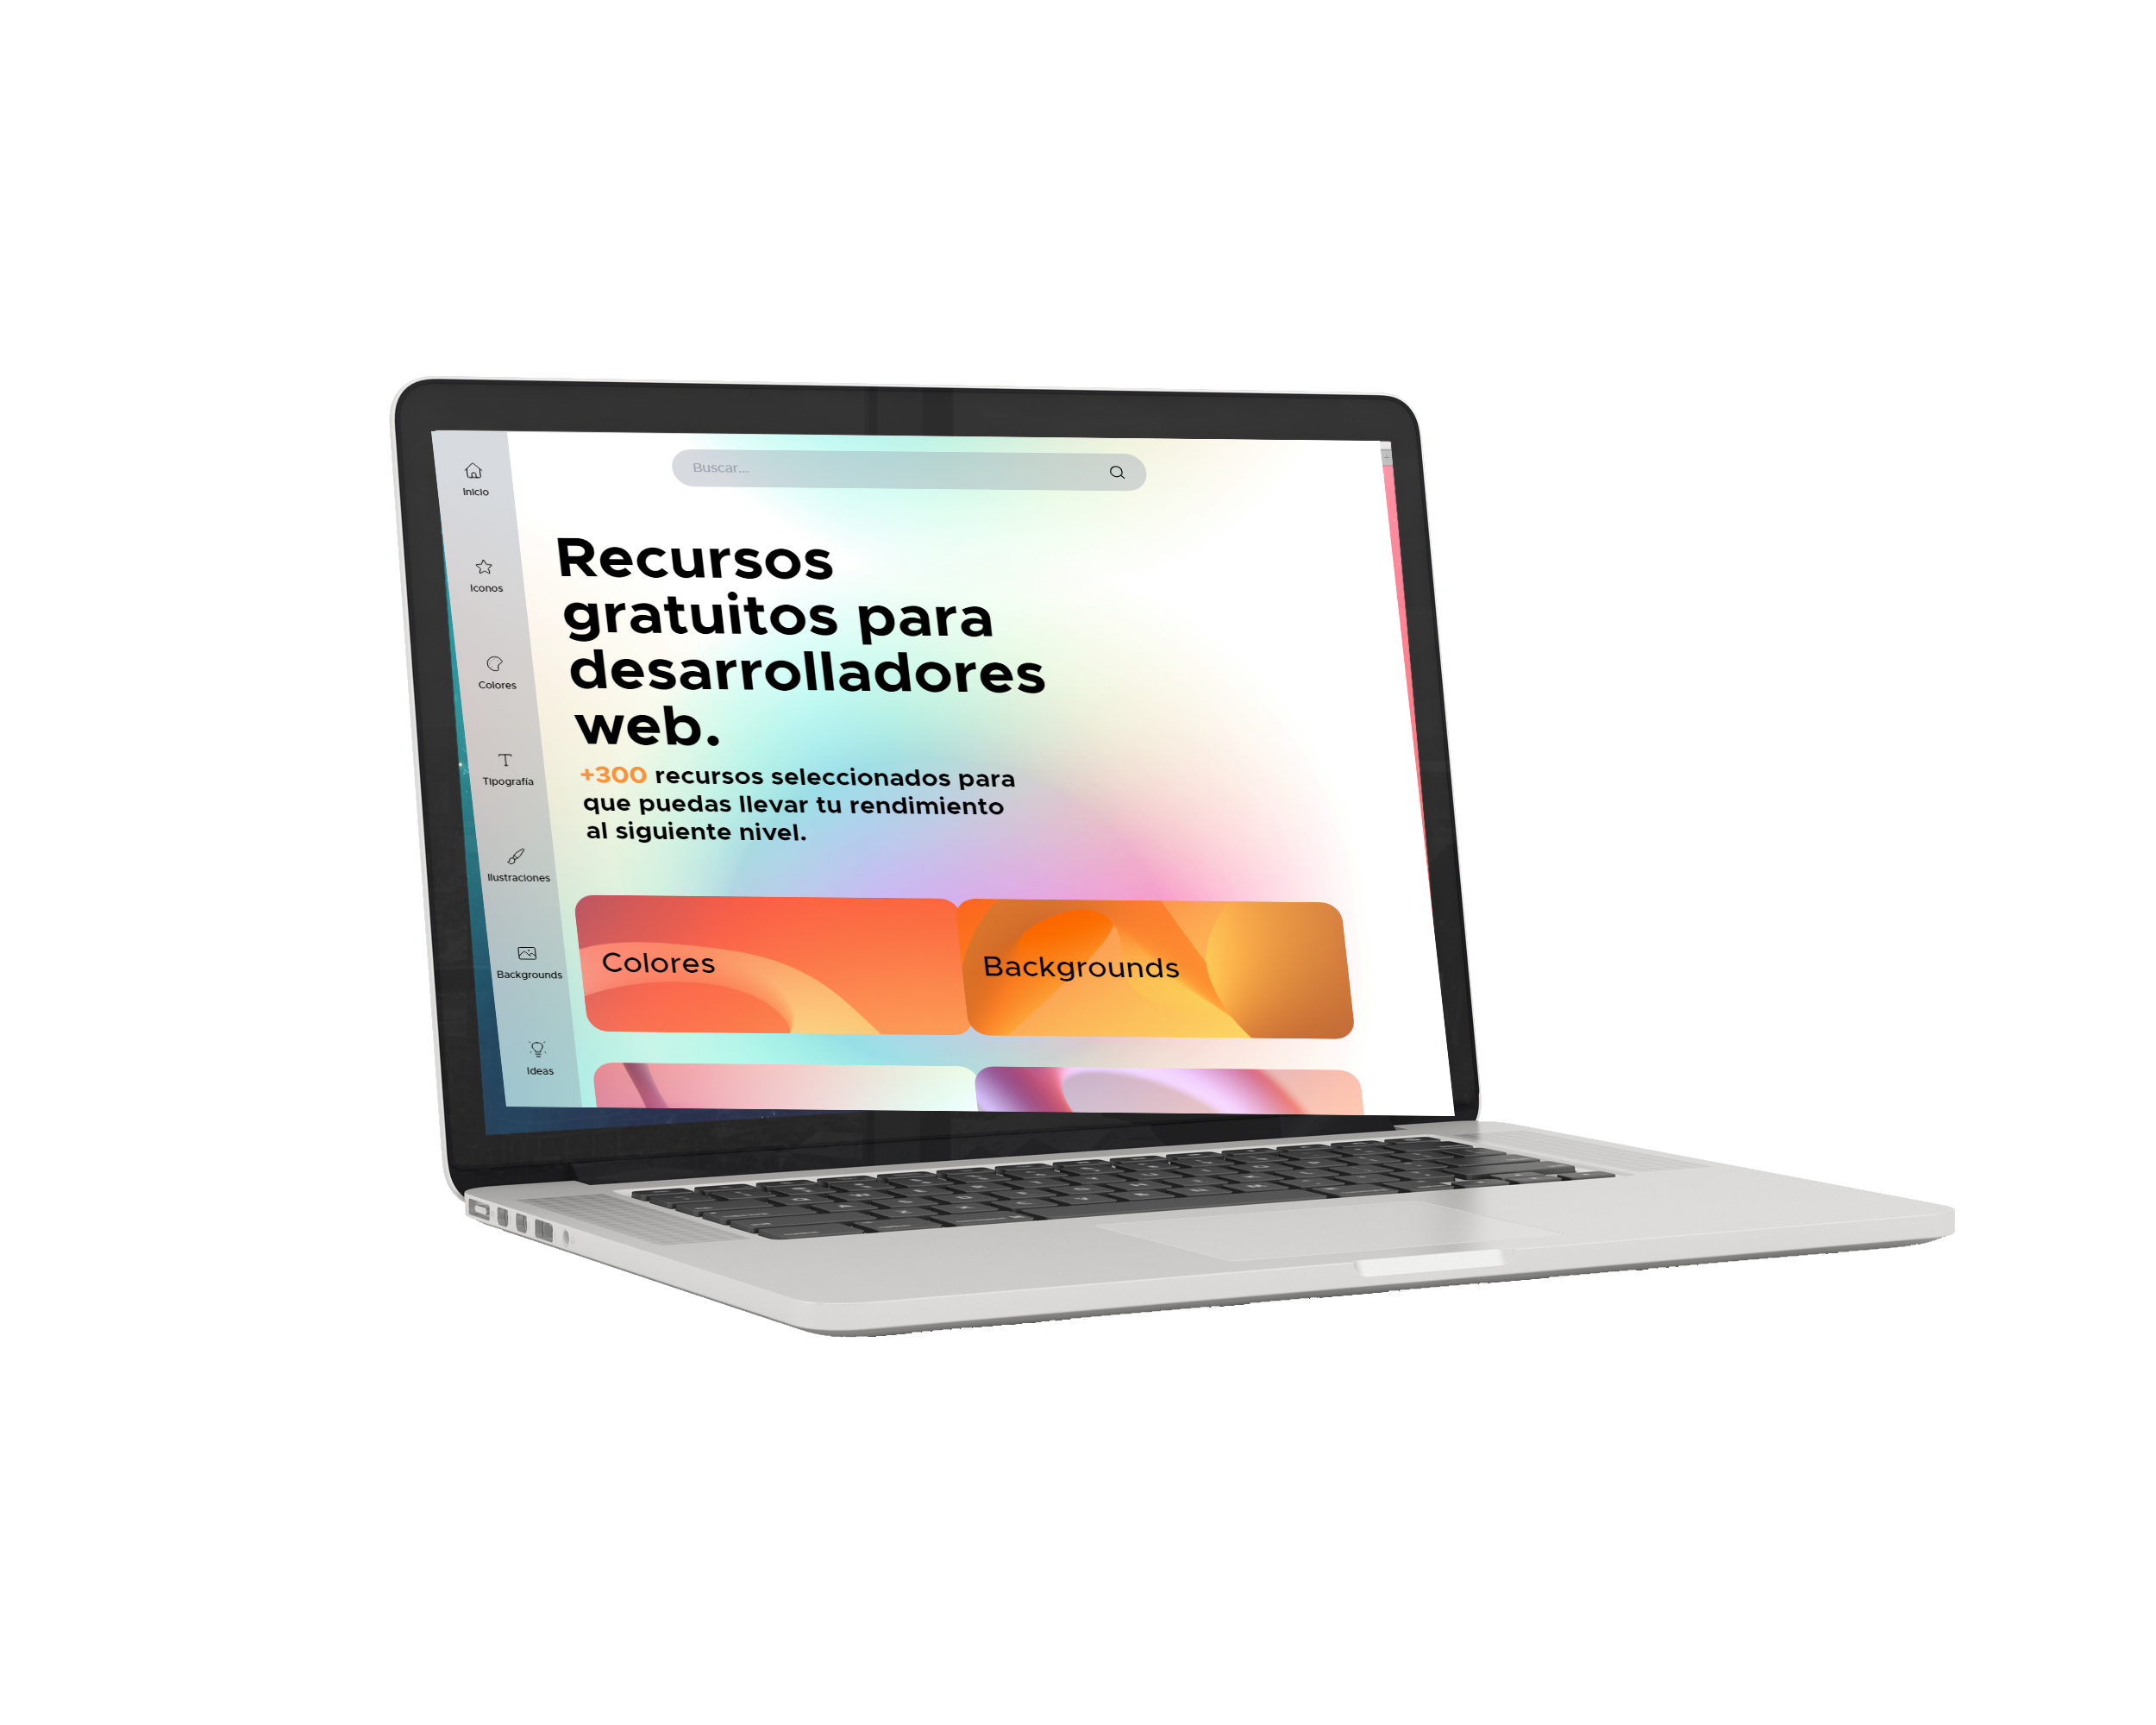 Buscar...
Inicio
Iconos
Colores
Tipografía
Ilustraciones
Backgrounds
Ideas
Recursos
gratuitos para
desarrolladores
web.
+300 recursos seleccionados para
que puedas llevar tu rendimiento
al siguiente nivel.
Colores
Backgrounds